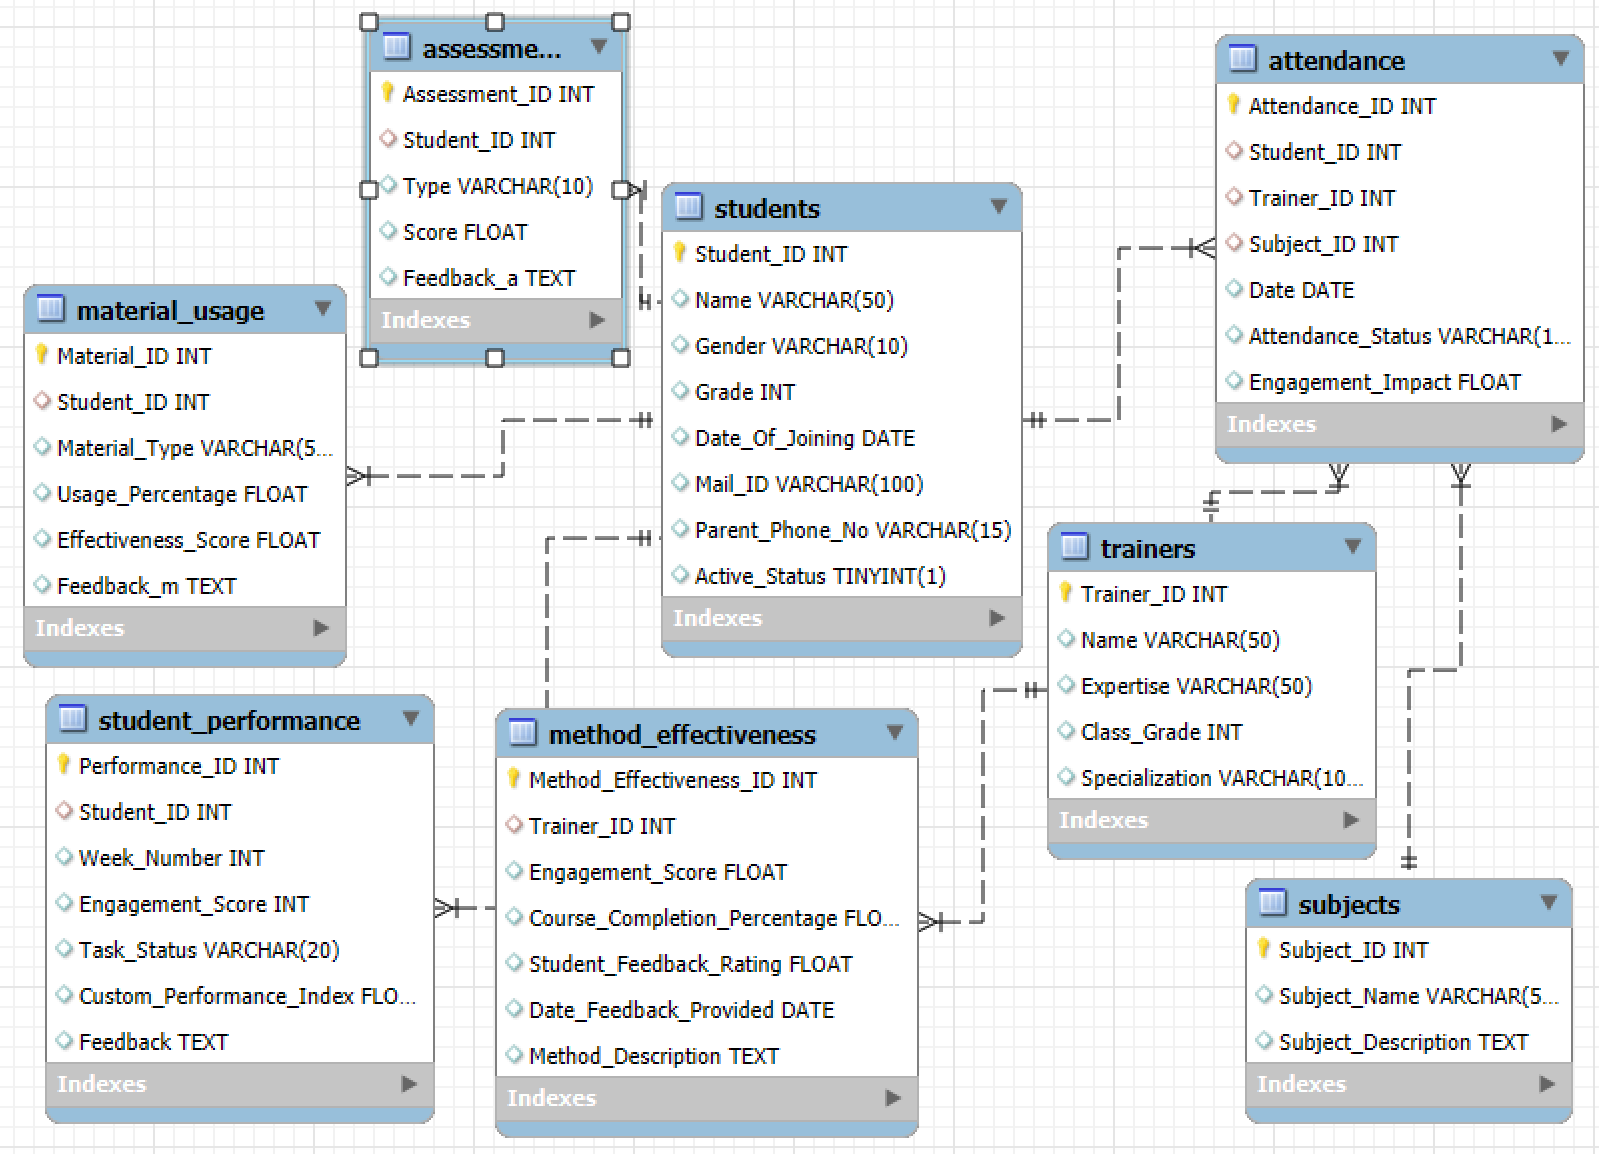 assessme...
Assessment_ID INT
Student_ID INT
Type VARCHAR(10)
Score FLOAT
Feedback_a TEXT
Indexes
attendance
Attendance_ID INT
Student_ID INT
Trainer_ID INT
Subject_ID INT
Date DATE
Attendance_Status VARCHAR(1...
Engagement_Impact FLOAT
Indexes
students
Student_ID INT
Name VARCHAR(50)
Gender VARCHAR(10)
Grade INT
Date_Of_Joining DATE
Mail_ID VARCHAR(100)
Parent_Phone_No VARCHAR(15)
Active_Status TINYINT(1)
Indexes
material_usage
Material_ID INT
Student_ID INT
Material_Type VARCHAR(5...
Usage_Percentage FLOAT
Effectiveness_Score FLOAT
Feedback_m TEXT
Indexes
trainers
Trainer_ID INT
Name VARCHAR(50)
Expertise VARCHAR(50)
Class_Grade INT
Specialization VARCHAR(10...
Indexes
student_performance
Performance_ID INT
Student_ID INT
Week_Number INT
Engagement_Score INT
Task_Status VARCHAR(20)
Custom_Performance_Index FLO...
Feedback TEXT
Indexes
method_effectiveness
Method_Effectiveness_ID INT
Trainer_ID INT
Engagement_Score FLOAT
Course_Completion_Percentage FLO...
Student_Feedback_Rating FLOAT
Date_Feedback_Provided DATE
Method_Description TEXT
Indexes
subjects
Subject_ID INT
Subject_Name VARCHAR(5...
Subject_Description TEXT
Indexes